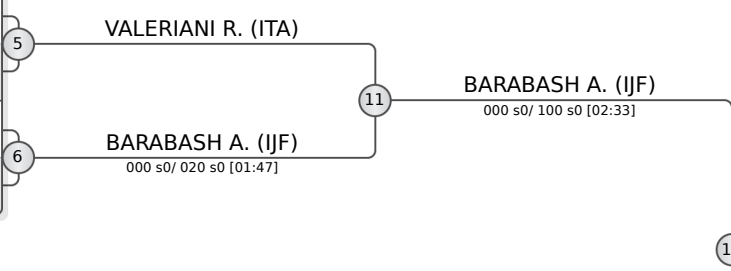 VALERIANI R. (ITA)
5
BARABASH A. (IJF)
11
000 s0/ 100 s0 [02:33]
BARABASH A. (IJF)
6
000 s0/ 020 s0 [01:47]